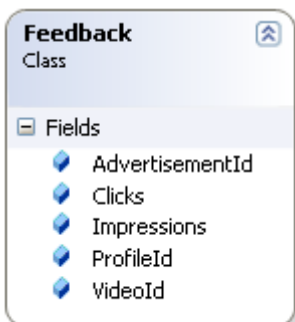 Feedback
Class
Fields
AdvertisementId
Clicks
Impressions
ProfileId
VideoId